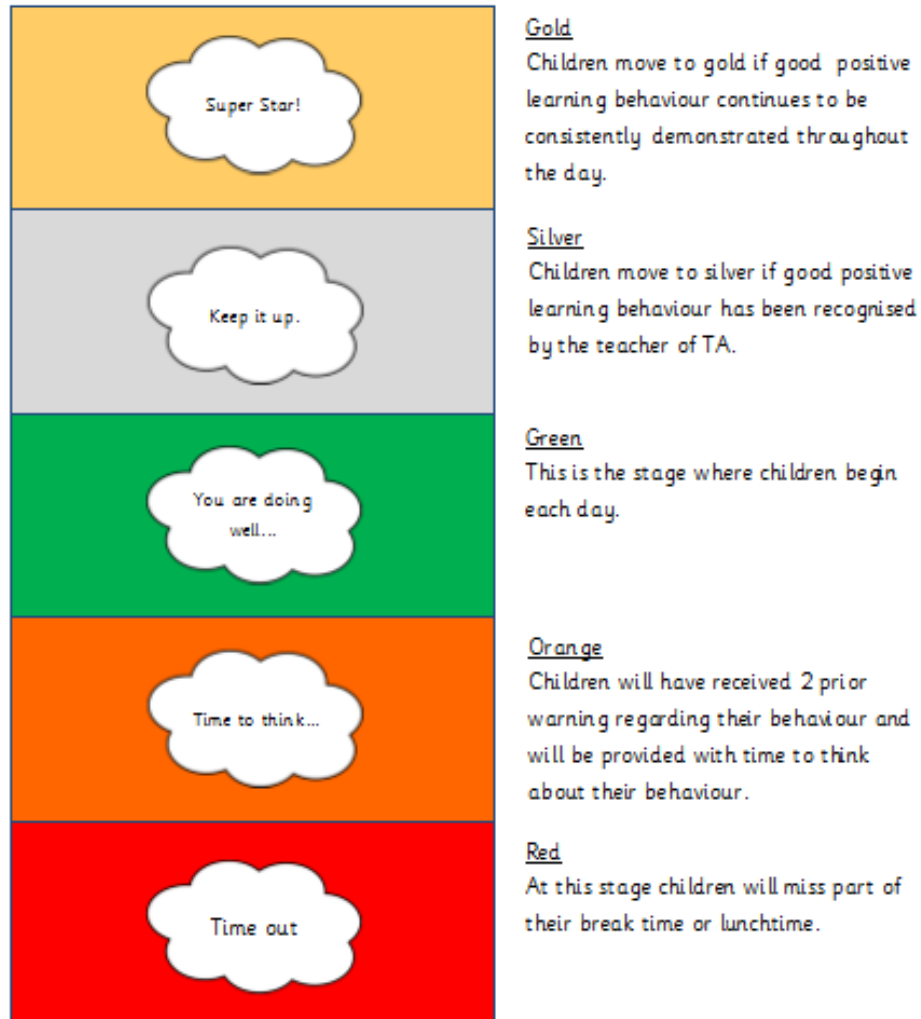 Super Star!
Gold
Children move to gold if good positive
learning behaviour continues to be
consistently demonstrated throughout
the day.
Keep it up.
Silver
Children move to silver if good positive
learning behaviour has been recognised
by the teacher of TA.
You are doing
well...
Green
This is the stage where children begin
each day.
Time to think...
Orange
Children will have received 2 prior
warning regarding their behaviour and
will be provided with time to think
about their behaviour.
Time out
Red
At this stage children will miss part of
their break time or lunchtime.